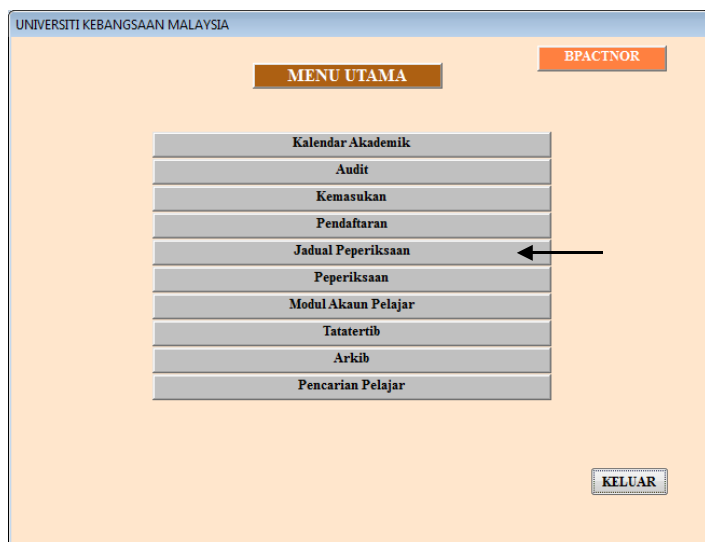 UNIVERSITI KEBANGSAAN MALAYSIA
BPACTNOR
MENU UTAMA
Kalendar Akademik
Audit
Kemasukan
Pendaftaran
Jadual Peperiksaan
Peperiksaan
Modul Akaun Pelajar
Tatatertib
Arkib
Pencarian Pelajar
KELUAR